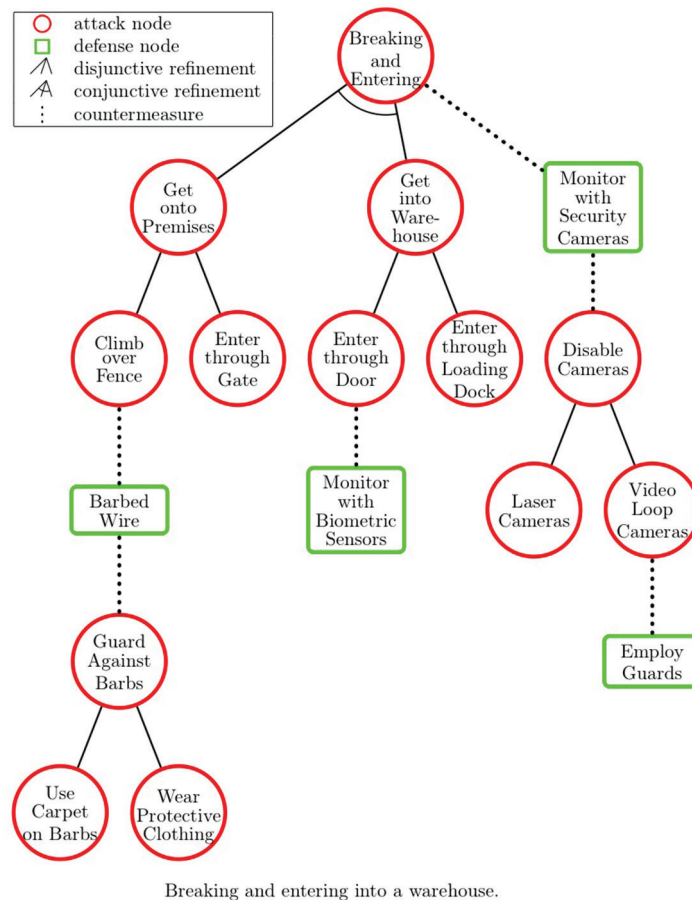 attack node
defense node
disjunctive refinement
conjunctive refinement
countermeasure
Breaking
and
Entering
Get
onto
Premises
Get
into
Ware-
house
Monitor
with
Security
Cameras
Climb
over
Fence
Enter
through
Gate
Enter
through
Door
Enter
through
Loading
Dock
Disable
Cameras
Barbed
Wire
Monitor
with
Biometric
Sensors
Laser
Cameras
Video
Loop
Cameras
Guard
Against
Barbs
Employ
Guards
Use
Carpet
on Barbs
Wear
Protective
Clothing
Breaking and entering into a warehouse.